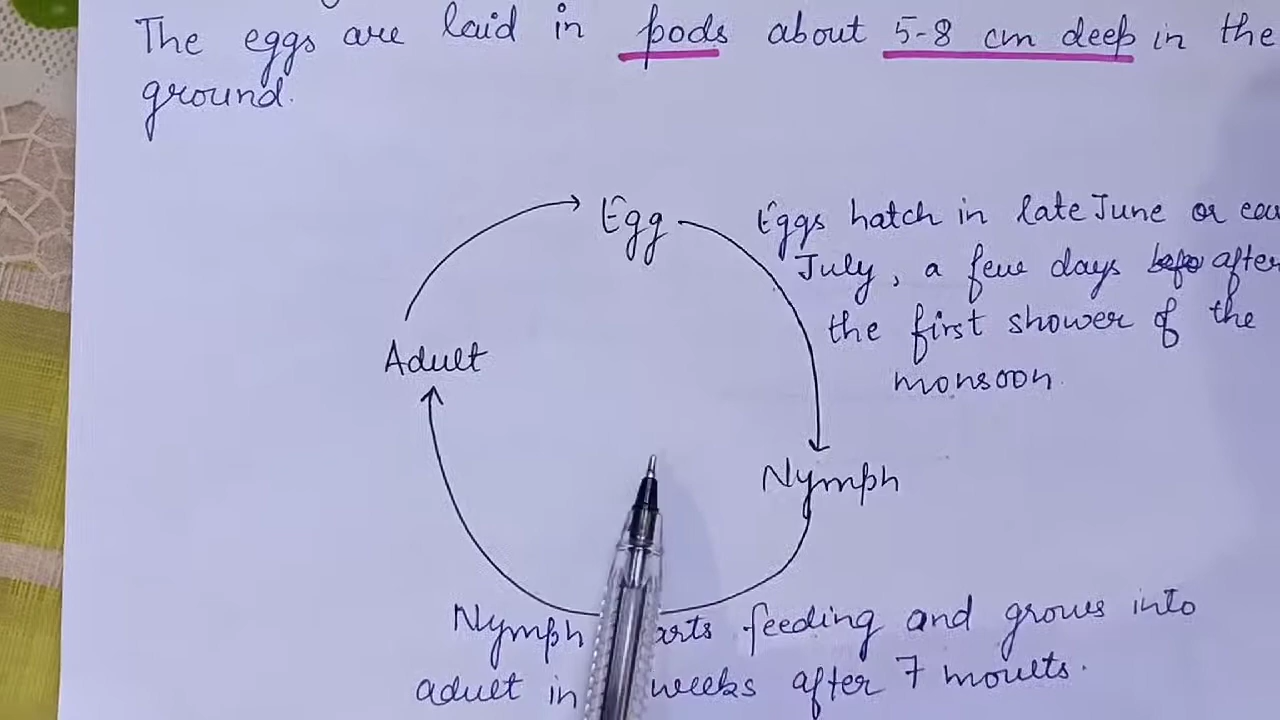 The eggs are laid in pods about 5-8 cm deep in the
ground.
Egg
Eggs hatch in late June or
July, a few days after
the first shower of the
monsoon.
Adult
Nymph
Nymph feeding and grows into
adult in weeks after 7 moults.